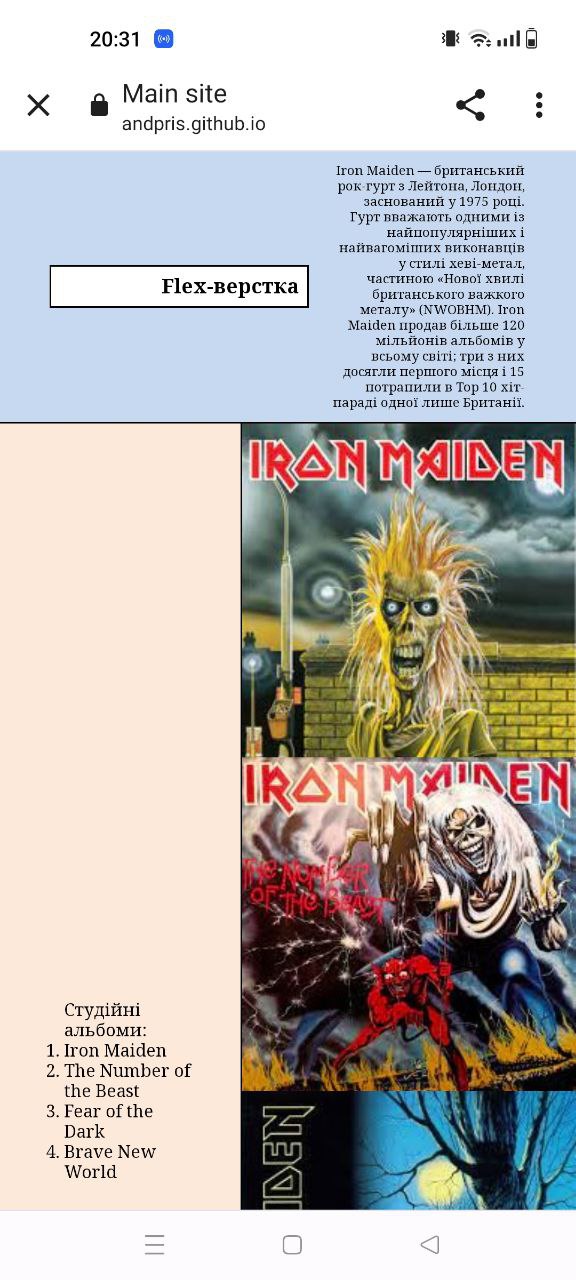 20:31
Main site
andpris.github.io
Iron Maiden — британський
рок-гурт з Лейтона, Лондон,
заснований у 1975 році.
Гурт вважають одними із
найпопулярніших і
найвагоміших виконавців
у стилі хеві-метал,
частиною «Нової хвилі
британського важкого
металу» (NWOBHM). Iron
Maiden продав більше 120
мільйонів альбомів у
всьому світі; три з них
досягли першого місця і 15
потрапили в Top 10 хіт-
параді одної лише Британії.
Flex-верстка
IRON MAIDEN
IRON MAIDEN
THE NUMBER
OF THE BEAST
IDEN
Студійні
альбоми:
1. Iron Maiden
2. The Number of
the Beast
3. Fear of the
Dark
4. Brave New
World